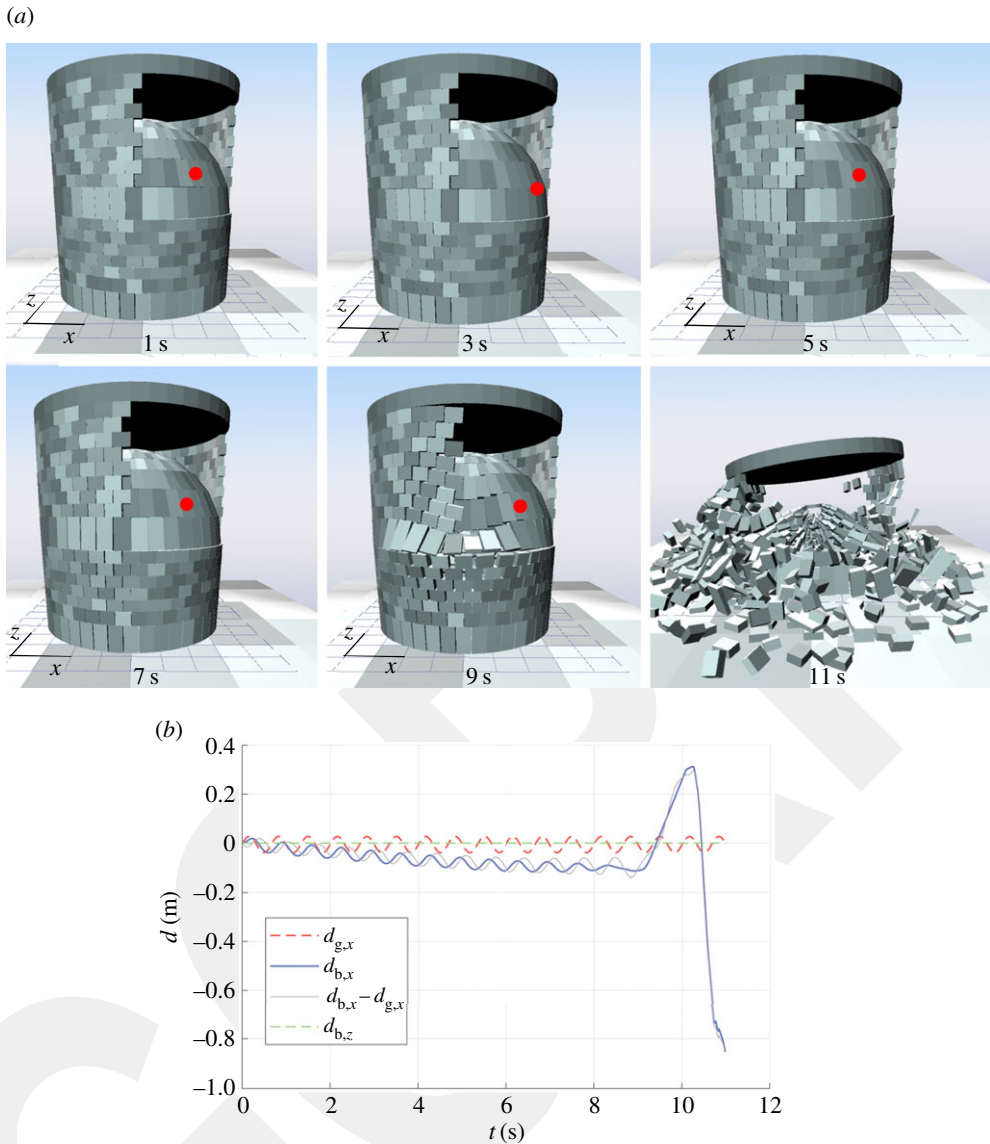 (a)
z
x
1 s
z
x
3 s
z
x
5 s
z
x
7 s
z
x
9 s
11 s
(b)
0.4
0.2
0
–0.2
–0.4
–0.6
–0.8
–1.0
d (m)
d_g,x
d_b,x
d_b,x – d_g,x
d_b,z
0 2 4 6 8 10 12
t (s)